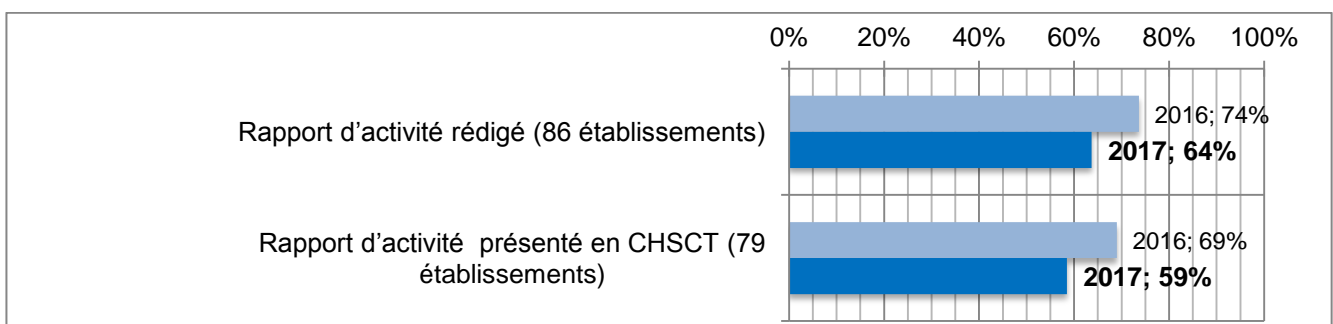 0% 20% 40% 60% 80% 100%
Rapport d’activité rédigé (86 établissements)
2016; 74%
2017; 64%
Rapport d’activité présenté en CHSCT (79
établissements)
2016; 69%
2017; 59%